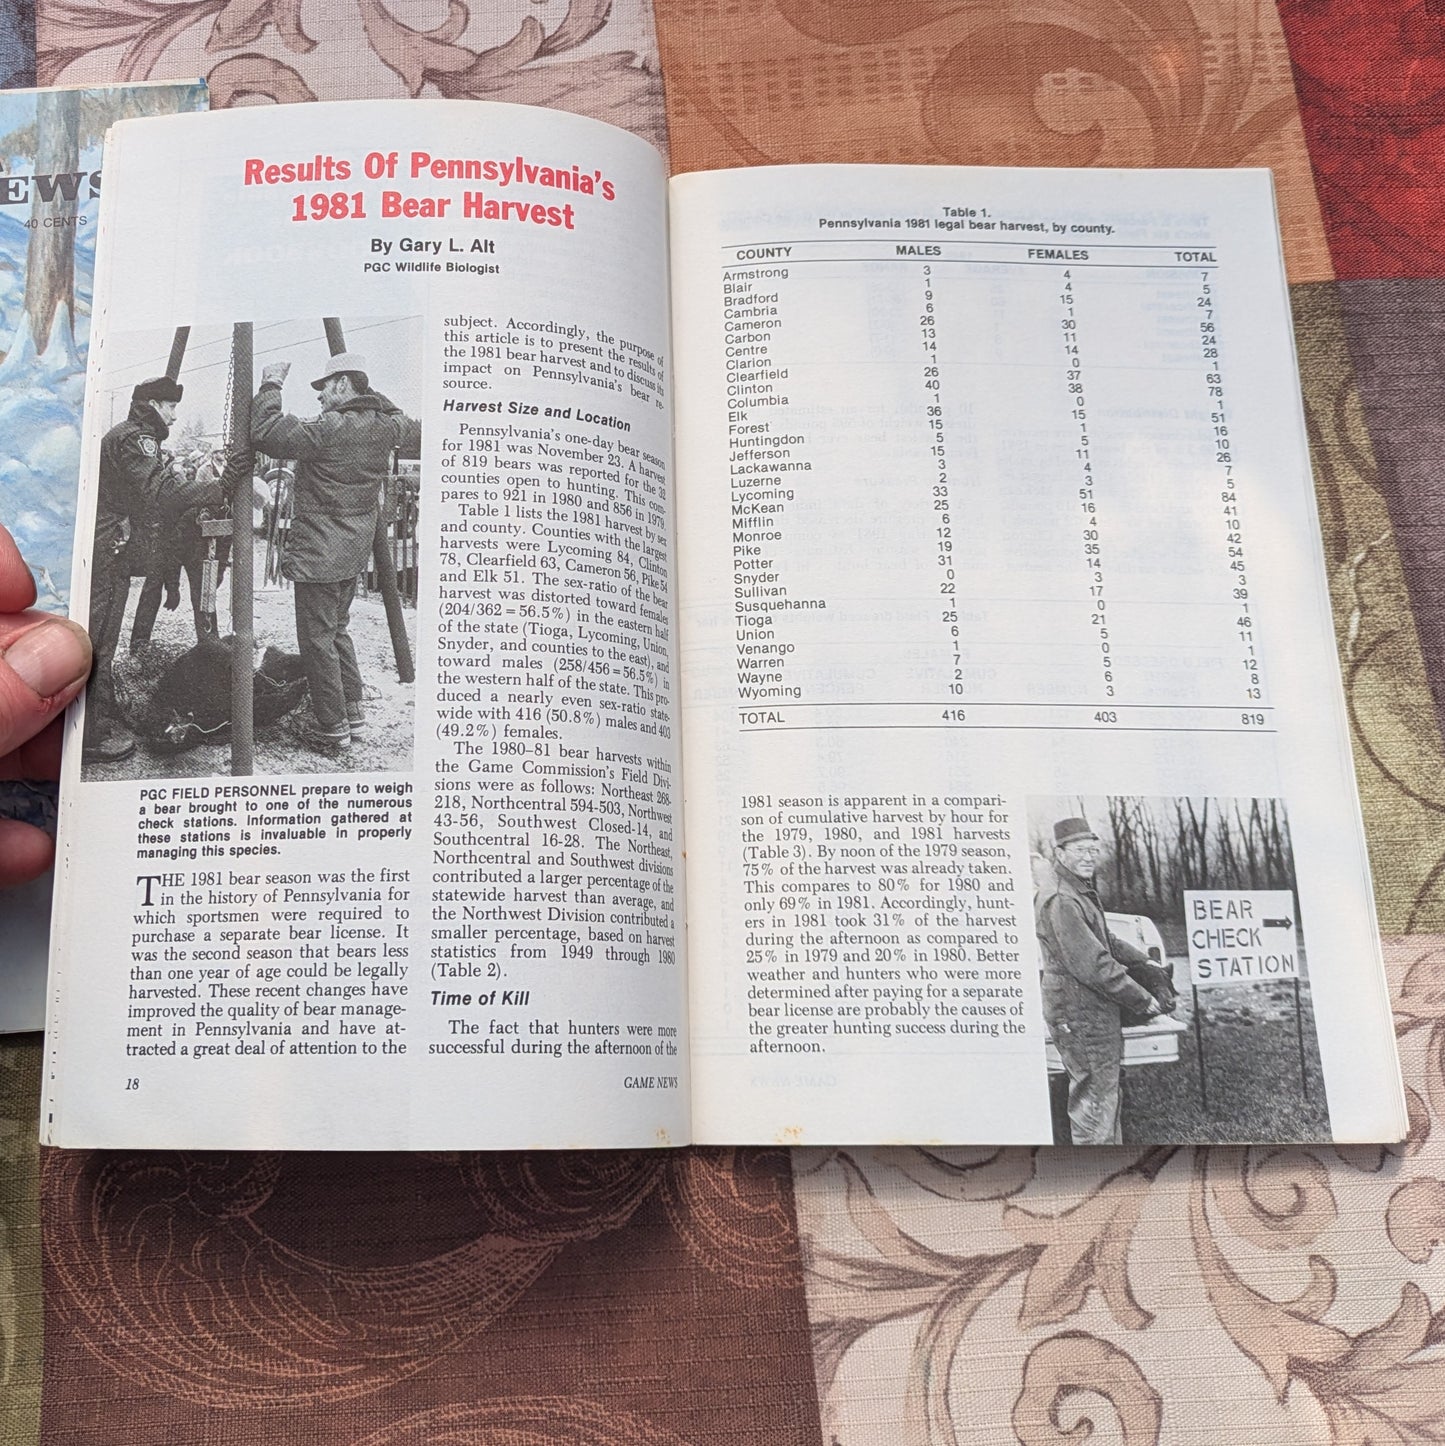 EWS
40 CENTS
Results Of Pennsylvania's
1981 Bear Harvest
By Gary L. Alt
PGC Wildlife Biologist
PGC FIELD PERSONNEL prepare to weigh
a bear brought to one of the numerous
check stations. Information gathered at
these stations is invaluable in properly
managing this species.
THE 1981 bear season was the first
in the history of Pennsylvania for
which sportsmen were required to
purchase a separate bear license. It
was the second season that bears less
than one year of age could be legally
harvested. These recent changes have
improved the quality of bear manage-
ment in Pennsylvania and have at-
tracted a great deal of attention to the
subject. Accordingly, the purpose of
this article is to present the results of
the 1981 bear harvest and to discuss its
impact on Pennsylvania's bear re-
source.
Harvest Size and Location
Pennsylvania's one-day bear season
for 1981 was November 23. A harvest
of 819 bears was reported for the 33
counties open to hunting. This com-
pares to 921 in 1980 and 856 in 1979.
Table 1 lists the 1981 harvest by sex
and county. Counties with the largest
harvests were Lycoming 84, Clinton
78, Clearfield 63, Cameron 56, Pike 54
and Elk 51. The sex-ratio of the bear
harvest was distorted toward females
(204/362 = 56.5%) in the eastern half
of the state (Tioga, Lycoming, Union,
Snyder, and counties to the east), and
toward males (258/456 = 56.5%) in
the western half of the state. This pro-
duced a nearly even sex-ratio state-
wide with 416 (50.8%) males and 403
(49.2%) females.
The 1980-81 bear harvests within
the Game Commission's Field Divi-
sions were as follows: Northeast 268-
218, Northcentral 594-503, Northwest
43-56, Southwest Closed-14, and
Southcentral 16-28. The Northeast,
Northcentral and Southwest divisions
contributed a larger percentage of the
statewide harvest than average, and
the Northwest Division contributed a
smaller percentage, based on harvest
statistics from 1949 through 1980
(Table 2).
Time of Kill
The fact that hunters were more
successful during the afternoon of the
18
GAME NEWS
Table 1.
Pennsylvania 1981 legal bear harvest, by county.
COUNTY MALES FEMALES TOTAL
Armstrong 3 4 7
Blair 1 4 5
Bradford 9 15 24
Cambria 6 1 7
Cameron 26 30 56
Carbon 13 11 24
Centre 14 14 28
Clarion 1 0 1
Clearfield 26 37 63
Clinton 40 38 78
Columbia 1 0 1
Elk 36 15 51
Forest 15 1 16
Huntingdon 5 5 10
Jefferson 15 11 26
Lackawanna 3 4 7
Luzerne 2 3 5
Lycoming 33 51 84
McKean 25 16 41
Mifflin 6 4 10
Monroe 12 30 42
Pike 19 35 54
Potter 31 14 45
Snyder 0 3 3
Sullivan 22 17 39
Susquehanna 1 0 1
Tioga 25 21 46
Union 6 5 11
Venango 1 0 1
Warren 7 5 12
Wayne 2 6 8
Wyoming 10 3 13
TOTAL 416 403 819
1981 season is apparent in a compari-
son of cumulative harvest by hour for
the 1979, 1980, and 1981 harvests
(Table 3). By noon of the 1979 season,
75% of the harvest was already taken.
This compares to 80% for 1980 and
only 69% in 1981. Accordingly, hunt-
ers in 1981 took 31% of the harvest
during the afternoon as compared to
25% in 1979 and 20% in 1980. Better
weather and hunters who were more
determined after paying for a separate
bear license are probably the causes of
the greater hunting success during the
afternoon.
BEAR
CHECK
STATION